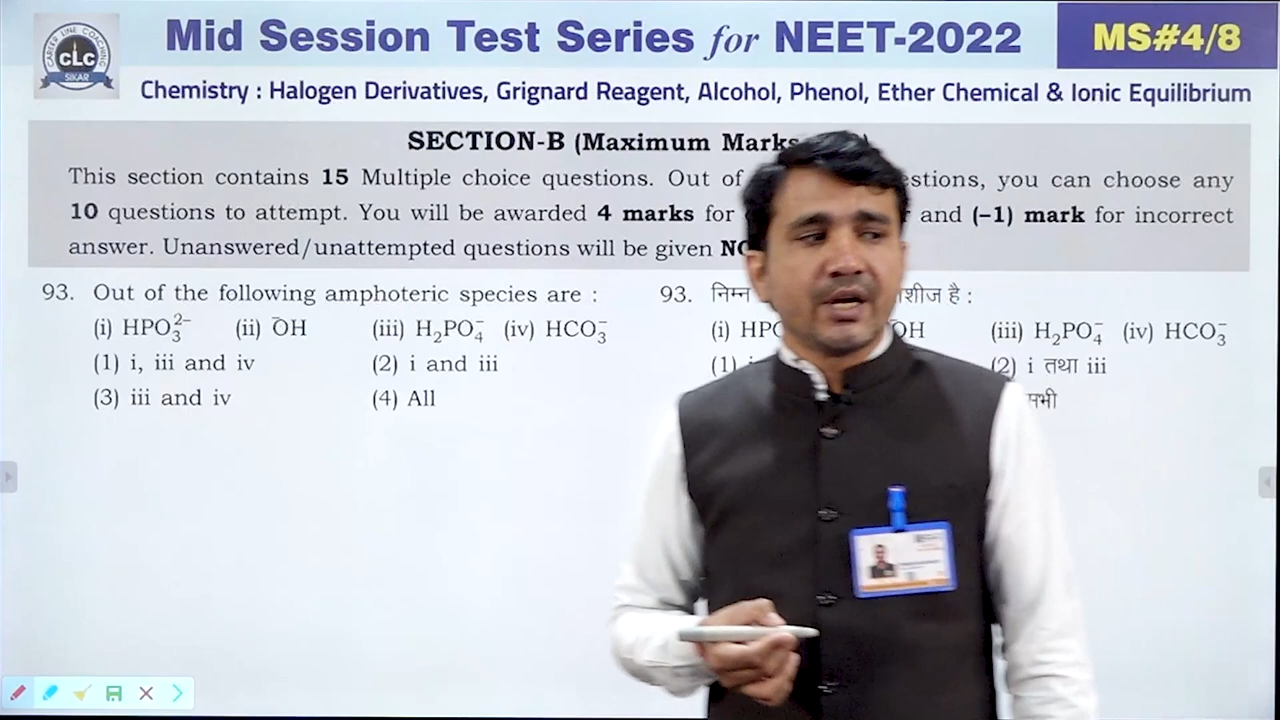 Mid Session Test Series for NEET-2022
MS#4/8
CAREER LINE COACHING
CLC
SIKAR
Chemistry : Halogen Derivatives, Grignard Reagent, Alcohol, Phenol, Ether Chemical & Ionic Equilibrium
SECTION-B (Maximum Marks
This section contains 15 Multiple choice questions. Out of estions, you can choose any
10 questions to attempt. You will be awarded 4 marks for and (–1) mark for incorrect
answer. Unanswered/unattempted questions will be given
93. Out of the following amphoteric species are :
(i) HPO₃²⁻ (ii) ŌH (iii) H₂PO₄⁻ (iv) HCO₃⁻
(1) i, iii and iv (2) i and iii
(3) iii and iv (4) All
93. निम्न शीज है :
(i) HPO ŌH (iii) H₂PO₄⁻ (iv) HCO₃⁻
(1) i (2) i तथा iii
सभी